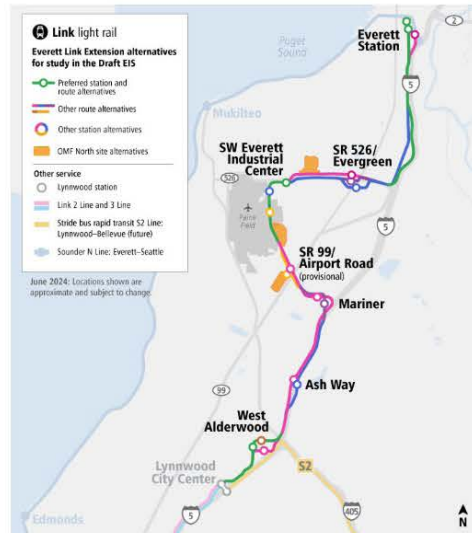 Link light rail
Everett Link Extension alternatives
for study in the Draft EIS
Preferred station and
route alternatives
Other route alternatives
Other station alternatives
OMF North site alternatives
Other service
Lynnwood station
Link 2 Line and 3 Line
Stride bus rapid transit S2 Line:
Lynnwood–Bellevue (future)
Sounder N Line: Everett–Seattle
June 2024: Locations shown are
approximate and subject to change.
Puget
Sound
Everett
Station
2
5
Mukilteo
SW Everett
Industrial
Center
SR 526/
Evergreen
526
Paine
Field
5
SR 99/
Airport Road
(provisional)
Mariner
99
Ash Way
West
Alderwood
Lynnwood
City Center
S2
5
405
Edmonds
N